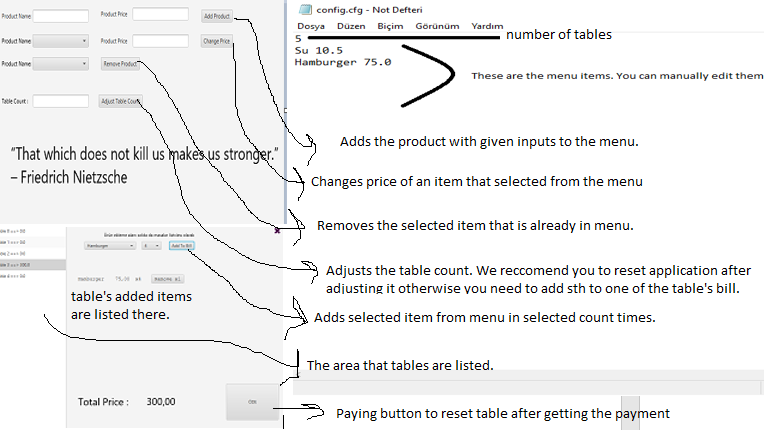 Product Name
Product Price
Add Product
Product Name
Product Price
Change Price
Product Name
Remove Product
Table Count :
Adjust Table Count
"That which does not kill us makes us stronger."
– Friedrich Nietzsche
config.cfg - Not Defteri
Dosya Düzen Biçim Görünüm Yardım
5
number of tables
Su 10.5
Hamburger 75.0
These are the menu items. You can manually edit them
Adds the product with given inputs to the menu.
Changes price of an item that selected from the menu
Removes the selected item that is already in menu.
Adjusts the table count. We reccomend you to reset application after
adjusting it otherwise you need to add sth to one of the table's bill.
Adds selected item from menu in selected count times.
The area that tables are listed.
Paying button to reset table after getting the payment
x
Hamburger
Add To Bill
Hamburger 75,00
table's added items
are listed there.
Total Price : 300,00